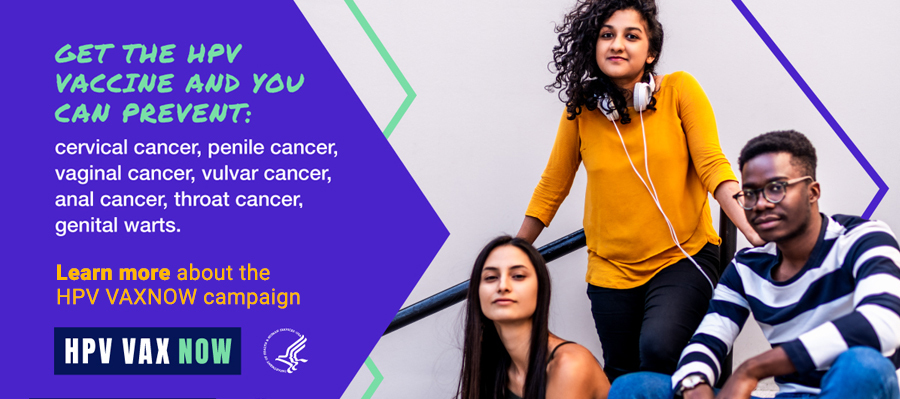 GET THE HPV
VACCINE AND YOU
CAN PREVENT:
cervical cancer, penile cancer,
vaginal cancer, vulvar cancer,
anal cancer, throat cancer,
genital warts.
Learn more about the
HPV VAXNOW campaign
HPV VAX NOW